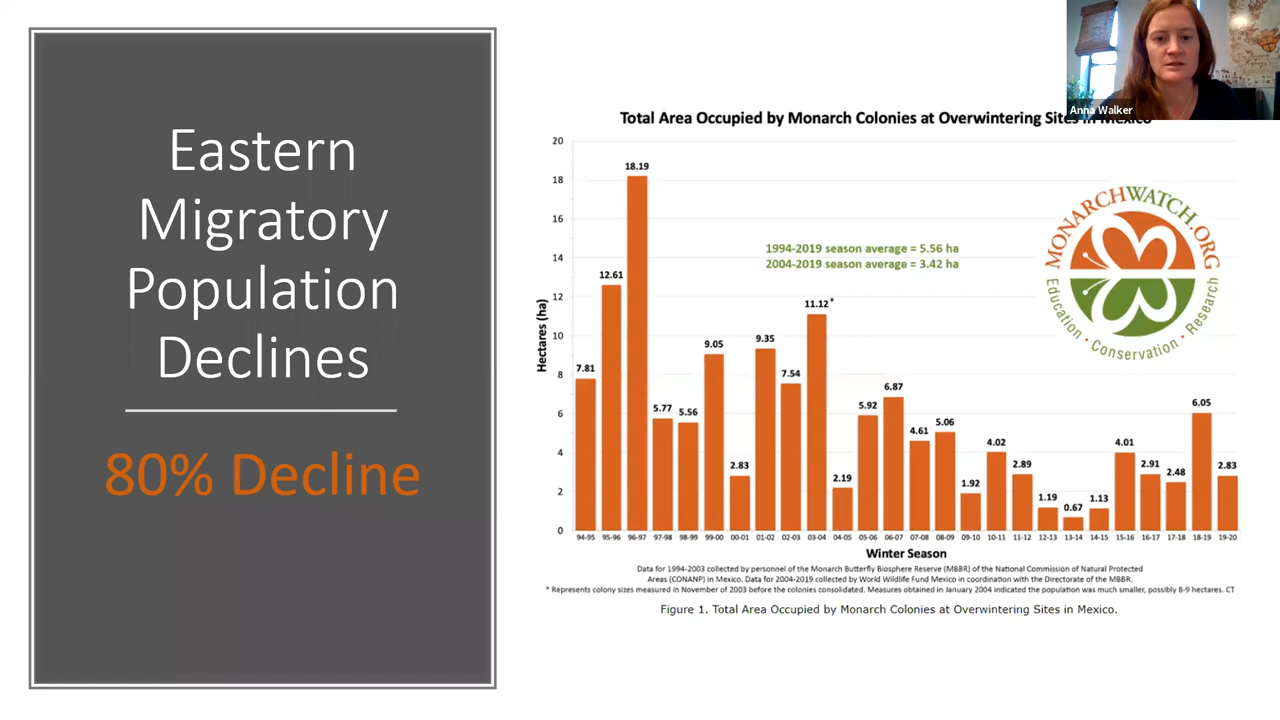 Eastern
Migratory
Population
Declines
80% Decline
Anna Walker
Total Area Occupied by Monarch Colonies at Overwintering Sites in Mexico
20
18
16
14
12
10
8
6
4
2
0
Hectares (ha)
7.81
12.61
18.19
5.77
5.56
9.05
2.83
9.35
7.54
11.12*
2.19
5.92
6.87
4.61
5.06
1.92
4.02
2.89
1.19
0.67
1.13
4.01
2.91
2.48
6.05
2.83
1994-2019 season average = 5.56 ha
2004-2019 season average = 3.42 ha
MONARCHWATCH.ORG
Education • Conservation • Research
94-95 95-96 96-97 97-98 98-99 99-00 00-01 01-02 02-03 03-04 04-05 05-06 06-07 07-08 08-09 09-10 10-11 11-12 12-13 13-14 14-15 15-16 16-17 17-18 18-19 19-20
Winter Season
Data for 1994-2003 collected by personnel of the Monarch Butterfly Biosphere Reserve (MBBR) of the National Commission of Natural Protected
Areas (CONANP) in Mexico. Data for 2004-2019 collected by World Wildlife Fund Mexico in coordination with the Directorate of the MBBR.
* Represents colony sizes measured in November of 2003 before the colonies consolidated. Measures obtained in January 2004 indicated the population was much smaller, possibly 8-9 hectares. CT
Figure 1. Total Area Occupied by Monarch Colonies at Overwintering Sites in Mexico.